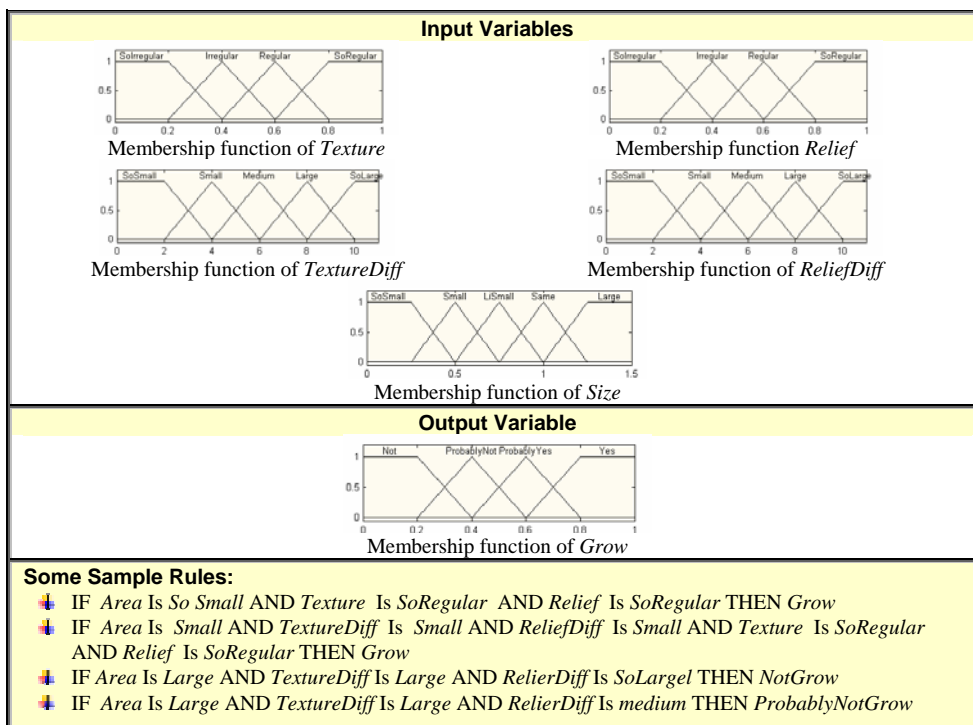 Input Variables
SoIrregular Irregular Regular SoRegular
1
0.5
0
0 0.2 0.4 0.6 0.8 1
Membership function of Texture
SoIrregular Irregular Regular SoRegular
1
0.5
0
0 0.2 0.4 0.6 0.8 1
Membership function Relief
SoSmall Small Medium Large SoLarge
1
0.5
0
0 2 4 6 8 10
Membership function of TextureDiff
SoSmall Small Medium Large SoLarge
1
0.5
0
0 2 4 6 8 10
Membership function of ReliefDiff
SoSmall Small LiSmall Same Large
1
0.5
0
0 0.5 1 1.5
Membership function of Size
Output Variable
Not ProbablyNot ProbablyYes Yes
1
0.5
0
0 0.2 0.4 0.6 0.8 1
Membership function of Grow
Some Sample Rules:
IF Area Is So Small AND Texture Is SoRegular AND Relief Is SoRegular THEN Grow
IF Area Is Small AND TextureDiff Is Small AND ReliefDiff Is Small AND Texture Is SoRegular
AND Relief Is SoRegular THEN Grow
IF Area Is Large AND TextureDiff Is Large AND RelierDiff Is SoLargel THEN NotGrow
IF Area Is Large AND TextureDiff Is Large AND RelierDiff Is medium THEN ProbablyNotGrow